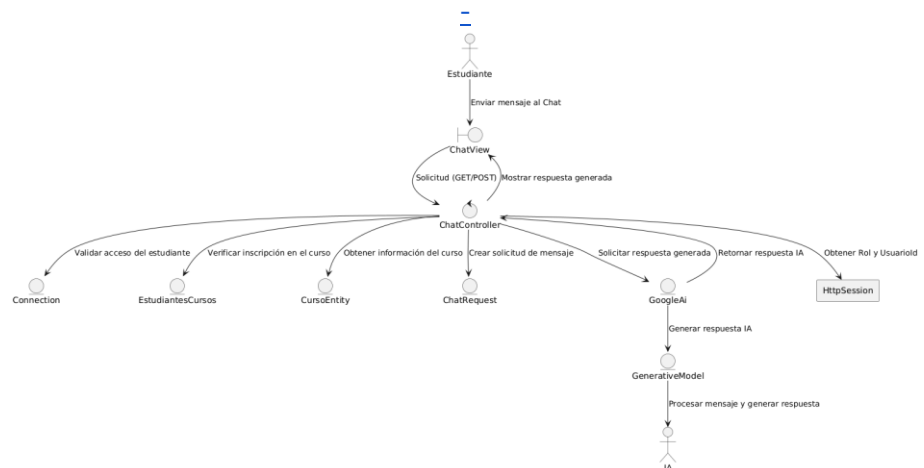 Estudiante
Enviar mensaje al Chat
ChatView
Solicitud (GET/POST)
Mostrar respuesta generada
ChatController
Validar acceso del estudiante
Verificar inscripción en el curso
Obtener información del curso
Crear solicitud de mensaje
Solicitar respuesta generada
Retornar respuesta IA
Obtener Rol y UsuarioId
Connection
EstudiantesCursos
CursoEntity
ChatRequest
GoogleAi
HttpSession
Generar respuesta IA
GenerativeModel
Procesar mensaje y generar respuesta
IA